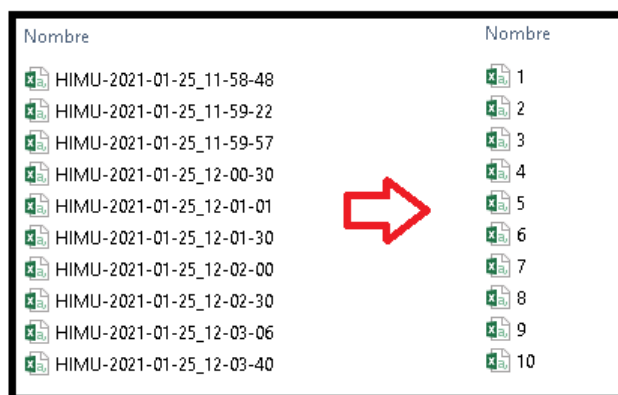 Nombre
HIMU-2021-01-25_11-58-48
HIMU-2021-01-25_11-59-22
HIMU-2021-01-25_11-59-57
HIMU-2021-01-25_12-00-30
HIMU-2021-01-25_12-01-01
HIMU-2021-01-25_12-01-30
HIMU-2021-01-25_12-02-00
HIMU-2021-01-25_12-02-30
HIMU-2021-01-25_12-03-06
HIMU-2021-01-25_12-03-40
Nombre
1
2
3
4
5
6
7
8
9
10